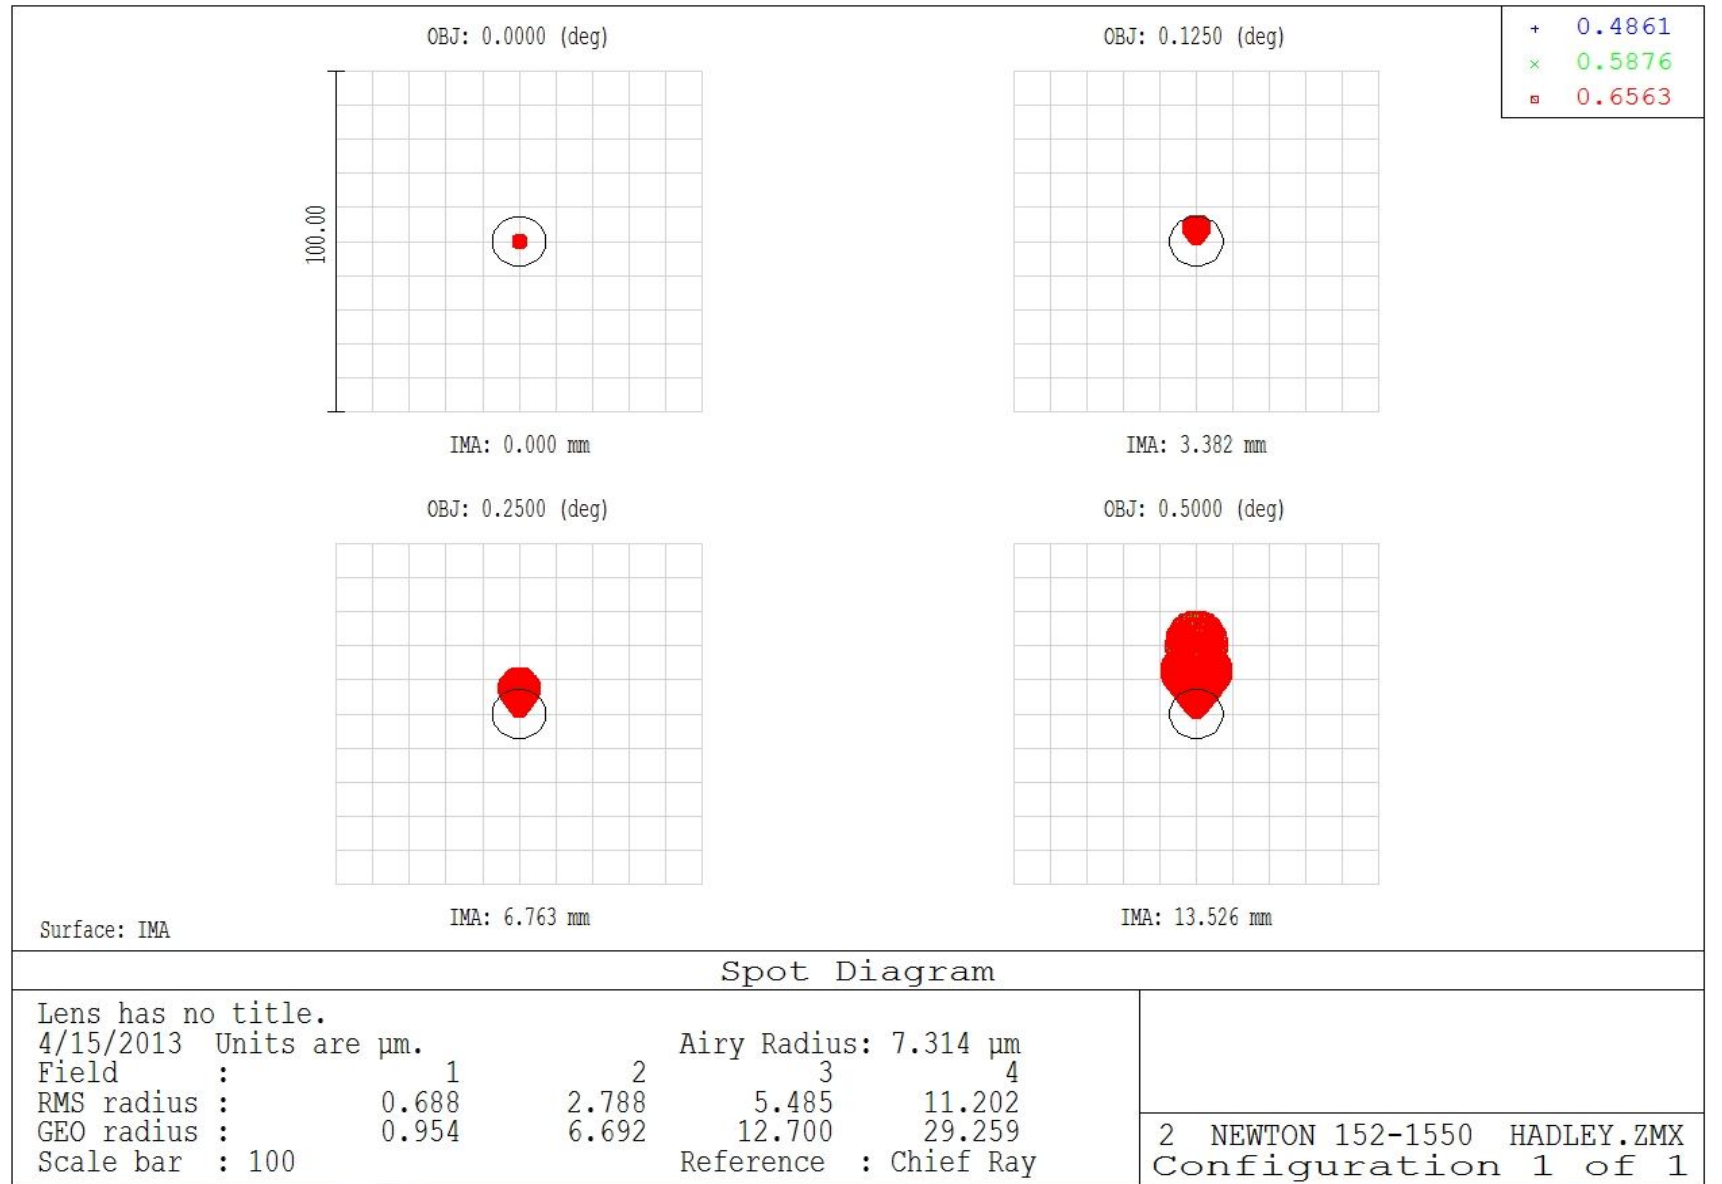 OBJ: 0.0000 (deg)
OBJ: 0.1250 (deg)
+ 0.4861
× 0.5876
0.6563
100.00
IMA: 0.000 mm
IMA: 3.382 mm
OBJ: 0.2500 (deg)
OBJ: 0.5000 (deg)
IMA: 6.763 mm
IMA: 13.526 mm
Surface: IMA
Spot Diagram
Lens has no title.
4/15/2013 Units are µm. Airy Radius: 7.314 µm
Field : 1 2 3 4
RMS radius : 0.688 2.788 5.485 11.202
GEO radius : 0.954 6.692 12.700 29.259
Scale bar : 100 Reference : Chief Ray
2 NEWTON 152-1550 HADLEY.ZMX
Configuration 1 of 1